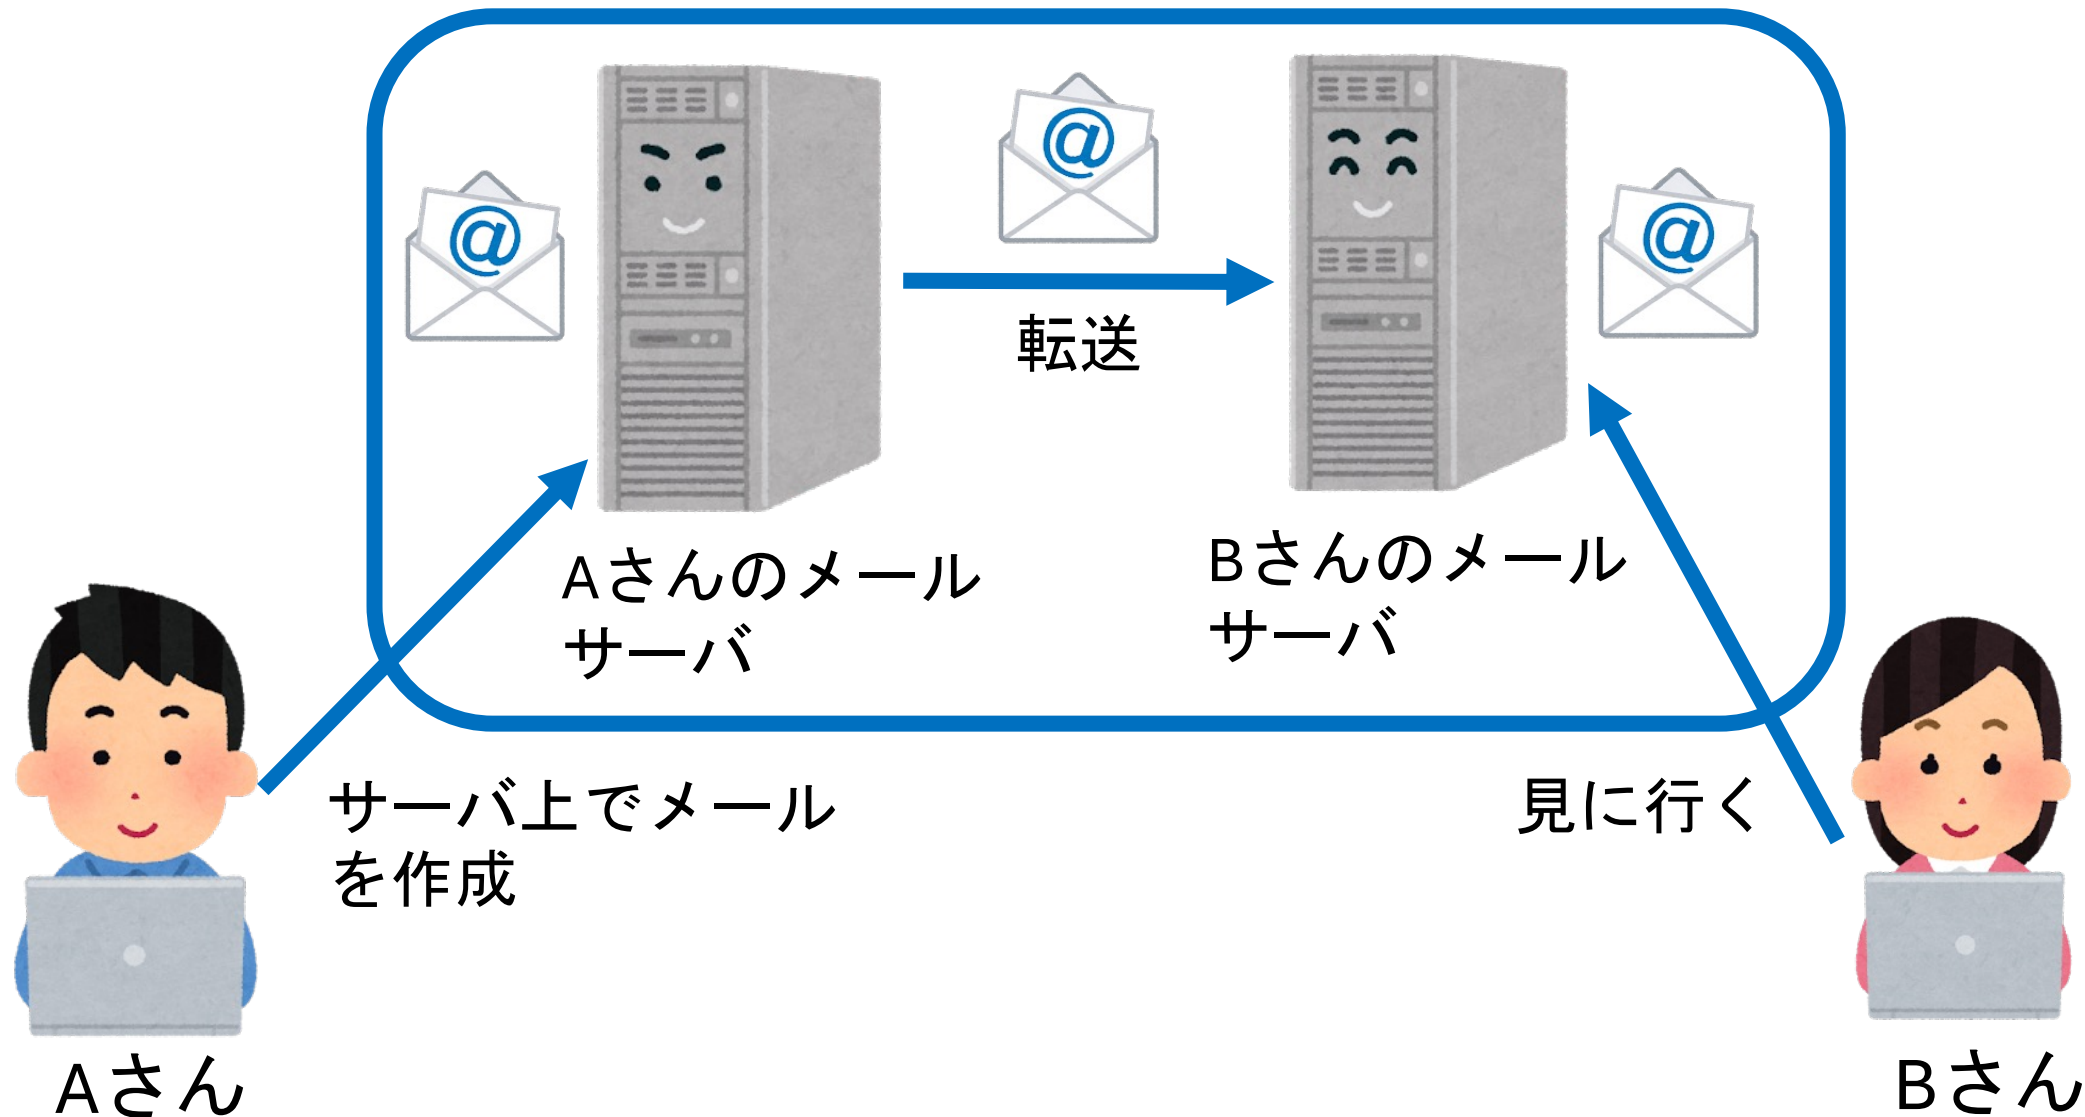 @
@
@
転送
Aさんのメール
サーバ
Bさんのメール
サーバ
サーバ上でメール
を作成
見に行く
Aさん
Bさん